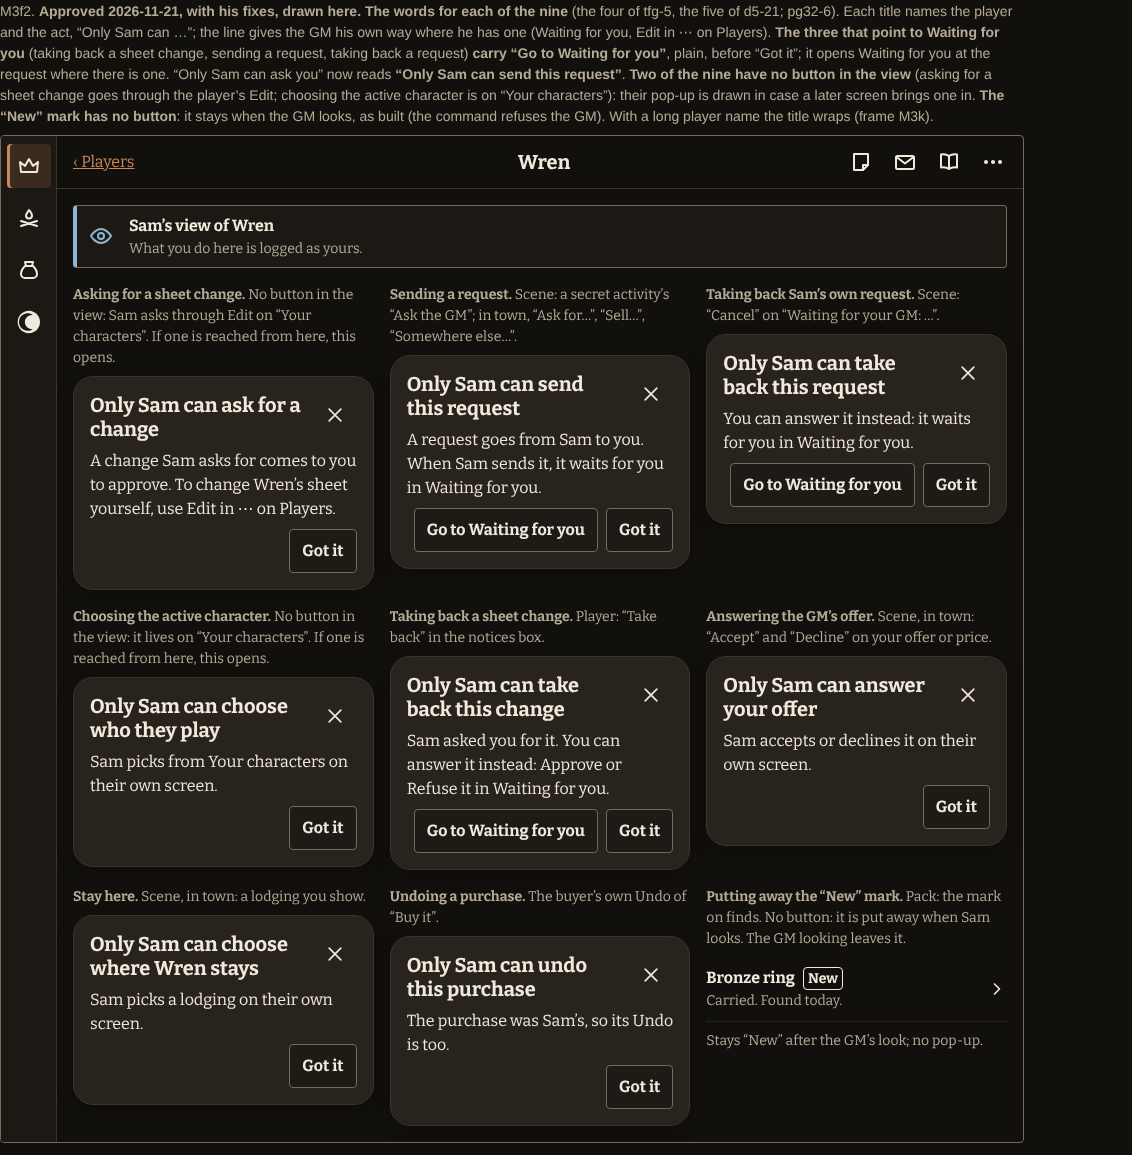 M3f2. Approved 2026-11-21, with his fixes, drawn here. The words for each of the nine (the four of tfg-5, the five of d5-21; pg32-6). Each title names the player
and the act, “Only Sam can …”; the line gives the GM his own way where he has one (Waiting for you, Edit in ⋯ on Players). The three that point to Waiting for
you (taking back a sheet change, sending a request, taking back a request) carry “Go to Waiting for you”, plain, before “Got it”; it opens Waiting for you at the
request where there is one. “Only Sam can ask you” now reads “Only Sam can send this request”. Two of the nine have no button in the view (asking for a
sheet change goes through the player’s Edit; choosing the active character is on “Your characters”): their pop-up is drawn in case a later screen brings one in. The
“New” mark has no button: it stays when the GM looks, as built (the command refuses the GM). With a long player name the title wraps (frame M3k).
‹ Players
Wren
Sam’s view of Wren
What you do here is logged as yours.
Asking for a sheet change. No button in the
view: Sam asks through Edit on “Your
characters”. If one is reached from here, this
opens.
Only Sam can ask for a
change
A change Sam asks for comes to you
to approve. To change Wren’s sheet
yourself, use Edit in ⋯ on Players.
Got it
Sending a request. Scene: a secret activity’s
“Ask the GM”; in town, “Ask for…”, “Sell…”,
“Somewhere else…”.
Only Sam can send
this request
A request goes from Sam to you.
When Sam sends it, it waits for you
in Waiting for you.
Go to Waiting for you
Got it
Taking back Sam’s own request. Scene:
“Cancel” on “Waiting for your GM: …”.
Only Sam can take
back this request
You can answer it instead: it waits
for you in Waiting for you.
Go to Waiting for you
Got it
Choosing the active character. No button in
the view: it lives on “Your characters”. If one is
reached from here, this opens.
Only Sam can choose
who they play
Sam picks from Your characters on
their own screen.
Got it
Taking back a sheet change. Player: “Take
back” in the notices box.
Only Sam can take
back this change
Sam asked you for it. You can
answer it instead: Approve or
Refuse it in Waiting for you.
Go to Waiting for you
Got it
Answering the GM’s offer. Scene, in town:
“Accept” and “Decline” on your offer or price.
Only Sam can answer
your offer
Sam accepts or declines it on their
own screen.
Got it
Stay here. Scene, in town: a lodging you show.
Only Sam can choose
where Wren stays
Sam picks a lodging on their own
screen.
Got it
Undoing a purchase. The buyer’s own Undo of
“Buy it”.
Only Sam can undo
this purchase
The purchase was Sam’s, so its Undo
is too.
Got it
Putting away the “New” mark. Pack: the mark
on finds. No button: it is put away when Sam
looks. The GM looking leaves it.
Bronze ring New
Carried. Found today.
Stays “New” after the GM’s look; no pop-up.